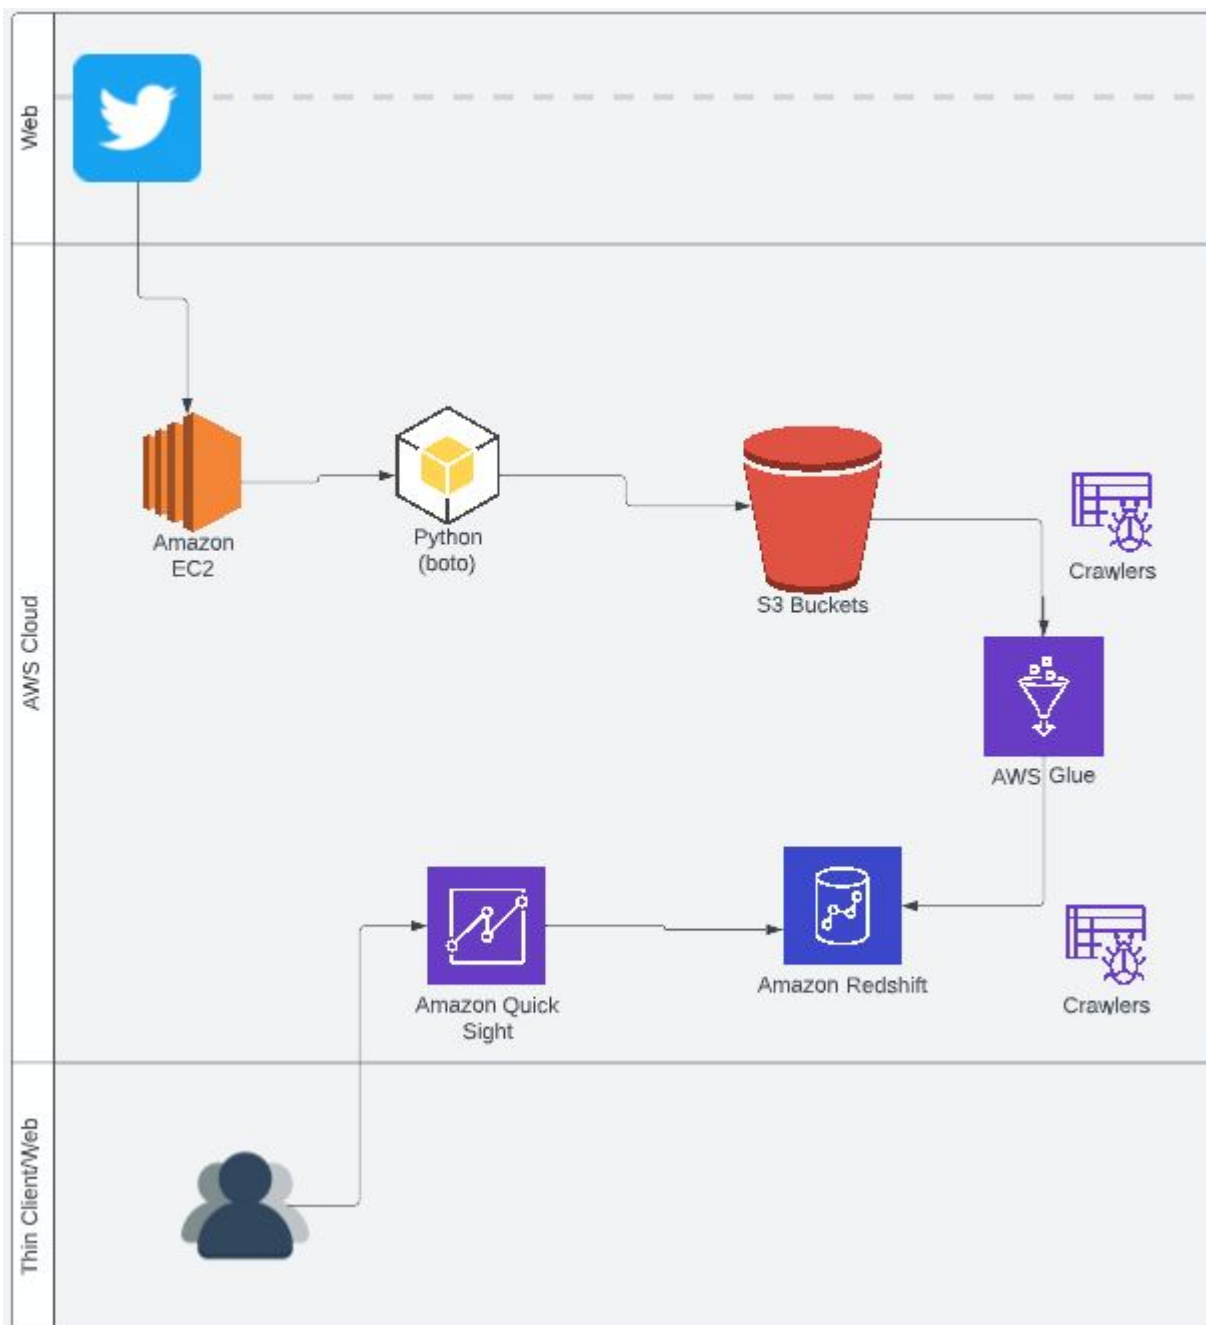 Web
Amazon
EC2
Python
(boto)
S3 Buckets
Crawlers
AWS Cloud
AWS Glue
Amazon Quick
Sight
Amazon Redshift
Crawlers
Thin Client/Web